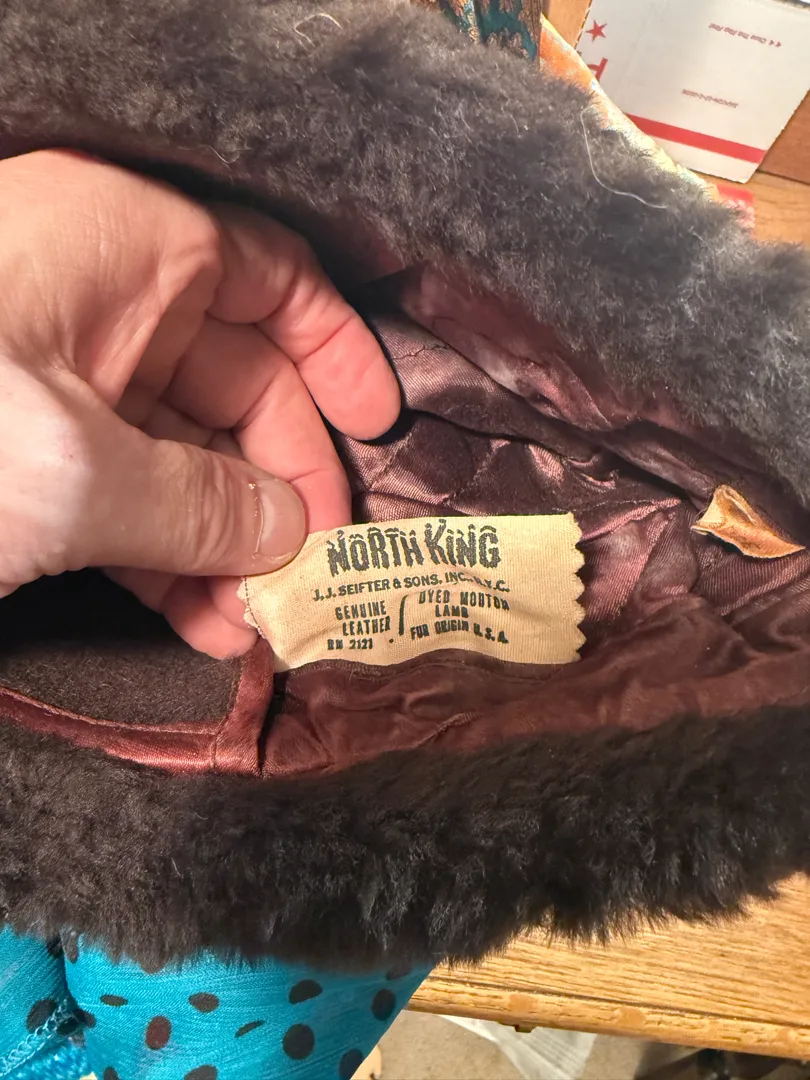 NORTH KING
J.J. SEIFTER & SONS, INC., N.Y.C.
GENUINE LEATHER / DYED MOUTON LAMB
RN 2121 . FUR ORIGIN U.S.A.